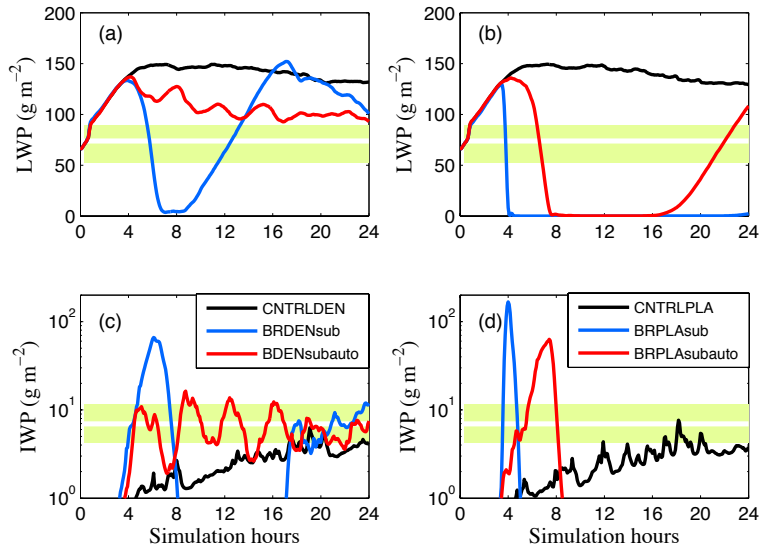 (a)
LWP (g m⁻²)
200
150
100
50
0
0 4 8 12 16 20 24
(b)
LWP (g m⁻²)
200
150
100
50
0
0 4 8 12 16 20 24
(c)
CNTRLDEN
BRDENsub
BDENsubauto
IWP (g m⁻²)
10²
10¹
10⁰
0 4 8 12 16 20 24
Simulation hours
(d)
CNTRLPLA
BRPLAsub
BRPLAsubauto
IWP (g m⁻²)
10²
10¹
10⁰
0 4 8 12 16 20 24
Simulation hours